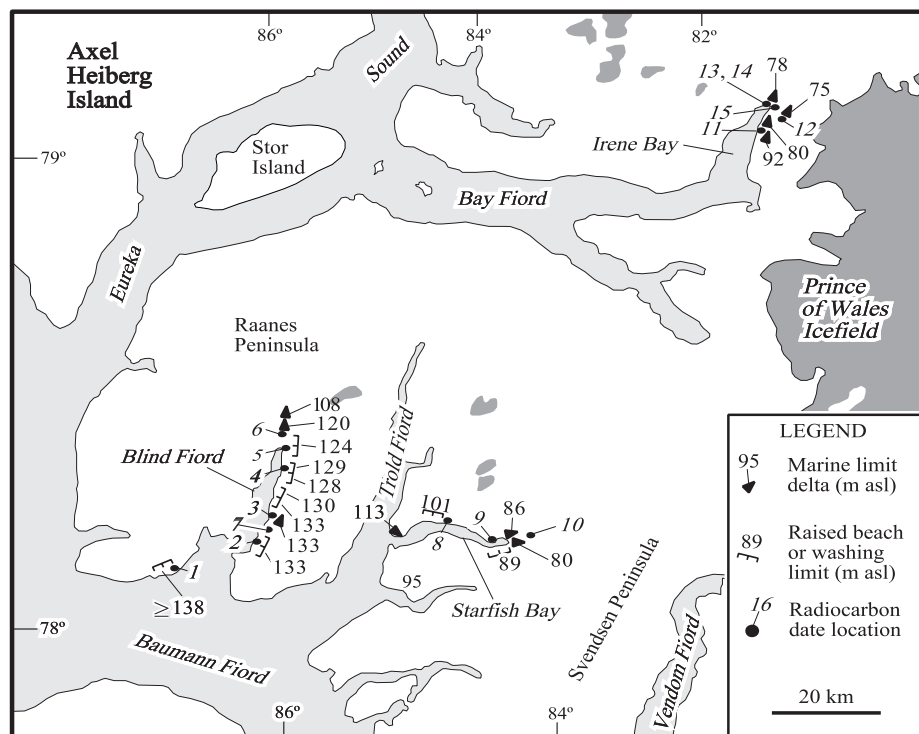 86º
84º
82º
Axel
Heiberg
Island
Sound
13, 14
78
75
15
11
12
Irene Bay
92
80
79º
Stor
Island
Bay Fiord
Eureka
Prince
of Wales
Icefield
Raanes
Peninsula
108
120
6
124
5
Blind Fiord
129
4
128
130
3
133
7
133
2
133
Trold Fiord
113
101
8
9
86
10
80
89
95
Starfish Bay
1
≥138
78º
Baumann Fiord
Svendsen Peninsula
Vendom Fiord
86º
84º
LEGEND
95
Marine limit
delta (m asl)
89
Raised beach
or washing
limit (m asl)
16
Radiocarbon
date location
20 km